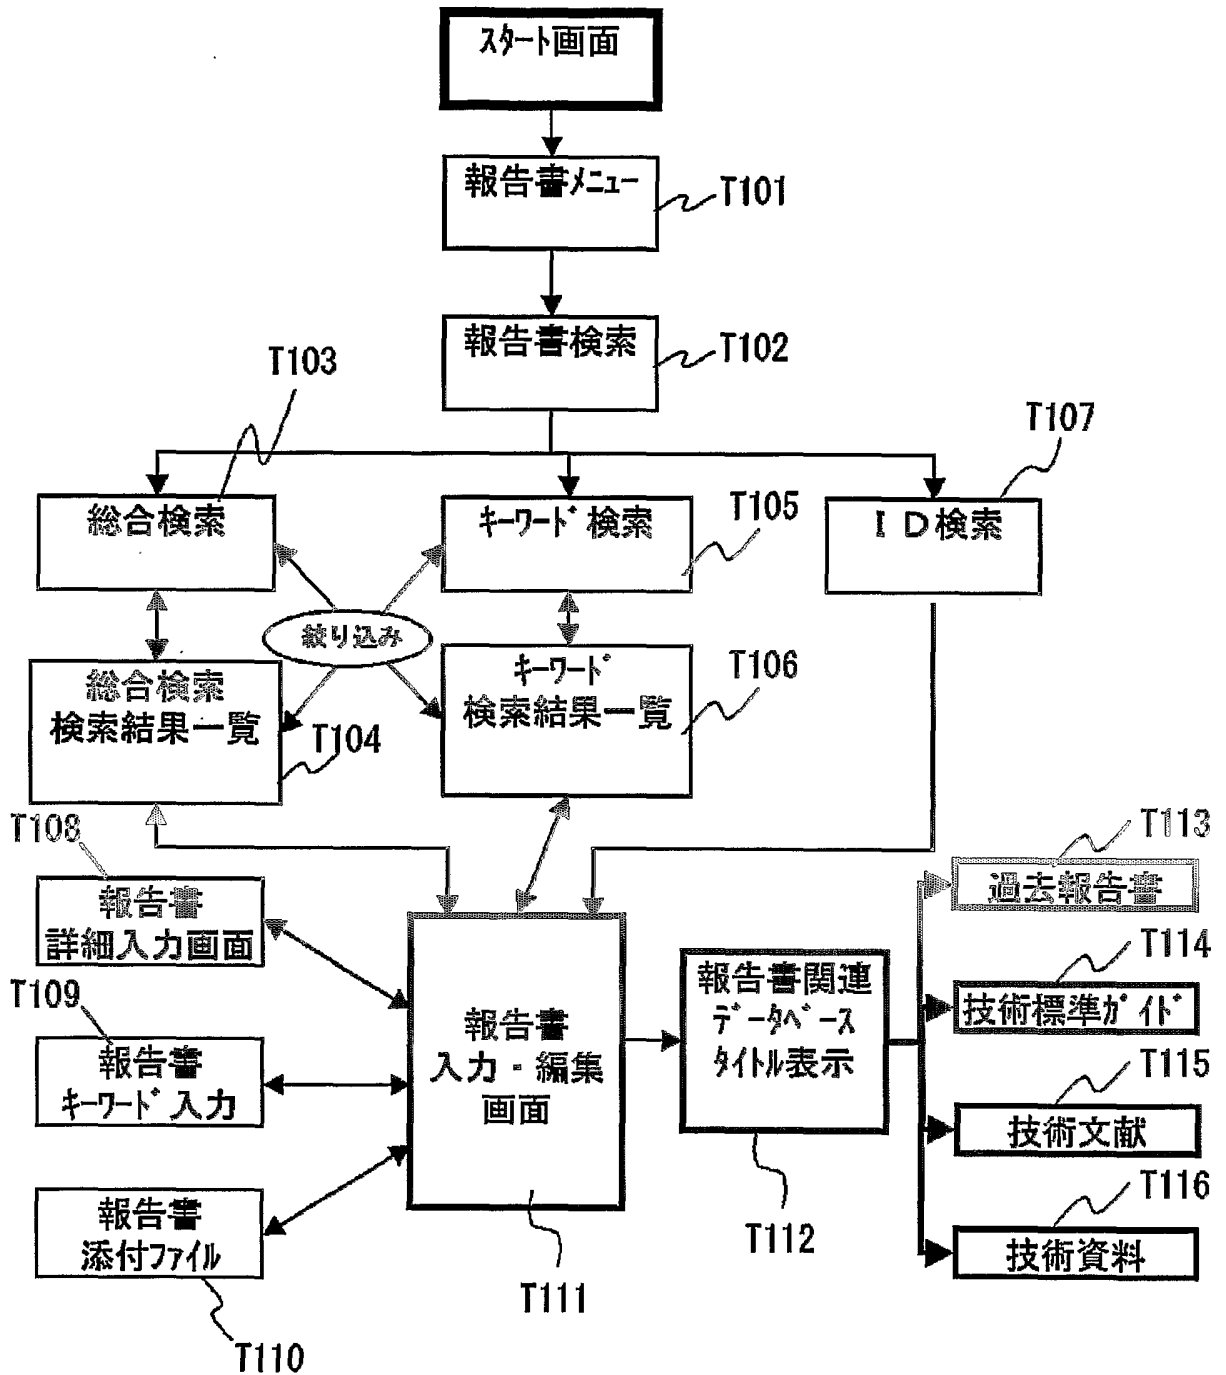 スタート画面
報告書メニュー
T101
報告書検索
T102
T103
T107
総合検索
キーワード検索
T105
ID検索
絞り込み
総合検索
検索結果一覧
T104
キーワード
検索結果一覧
T106
T108
報告書
詳細入力画面
T109
報告書
キーワード入力
報告書
添付ファイル
T110
報告書
入力・編集
画面
T111
報告書関連
データベース
タイトル表示
T112
T113
過去報告書
T114
技術標準ガイド
T115
技術文献
T116
技術資料